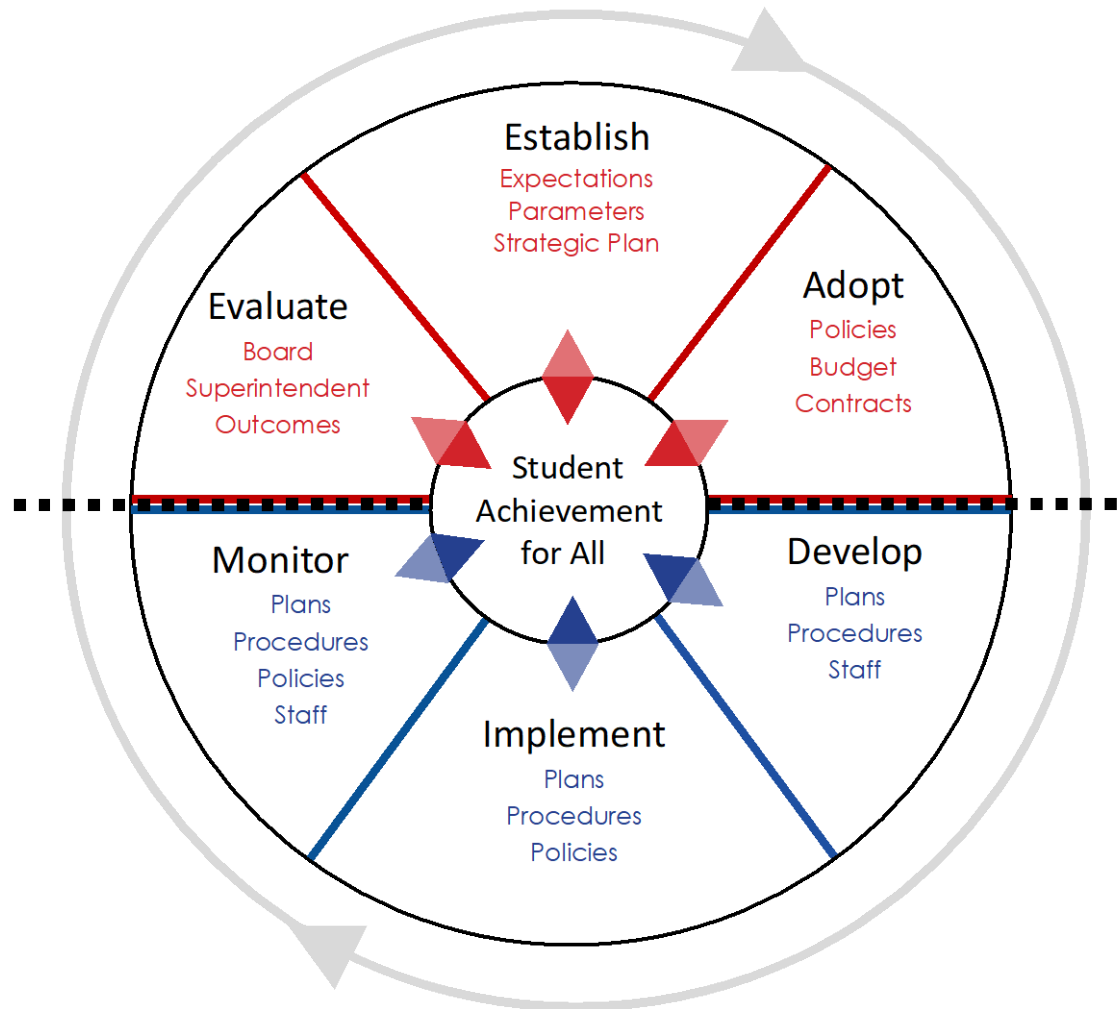 Establish
Expectations
Parameters
Strategic Plan
Adopt
Policies
Budget
Contracts
Evaluate
Board
Superintendent
Outcomes
Student
Achievement
for All
Develop
Plans
Procedures
Staff
Monitor
Plans
Procedures
Policies
Staff
Implement
Plans
Procedures
Policies